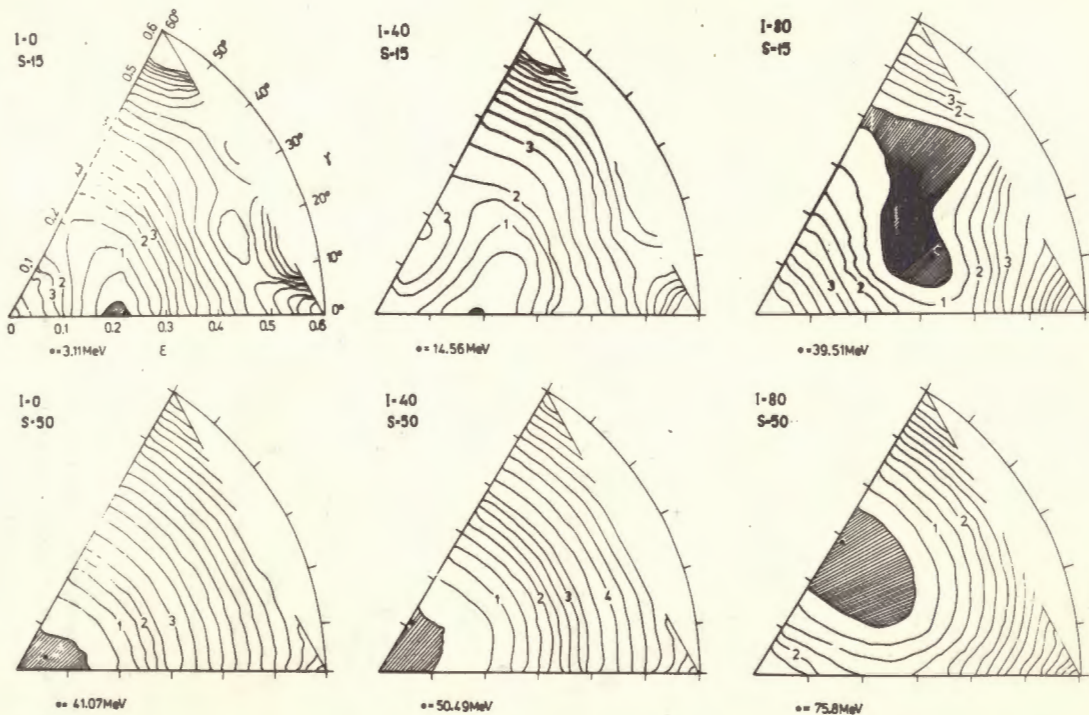 I=0
S=15
0.6
60°
50°
40°
30°
γ
20°
10°
0°
0.5
0.2
0.1
1
2
3
3
2
0
0.1
0.2
0.3
0.4
0.5
0.6
•=3.11MeV
ε
I=40
S=15
3
2
2
1
•=14.56MeV
I=80
S=15
3
2
3
2
2
3
1
•=39.51MeV
I=0
S=50
1
2
3
•= 41.07MeV
I=40
S=50
1
2
3
4
•= 50.49MeV
I=80
S=50
1
2
2
•=75.8MeV